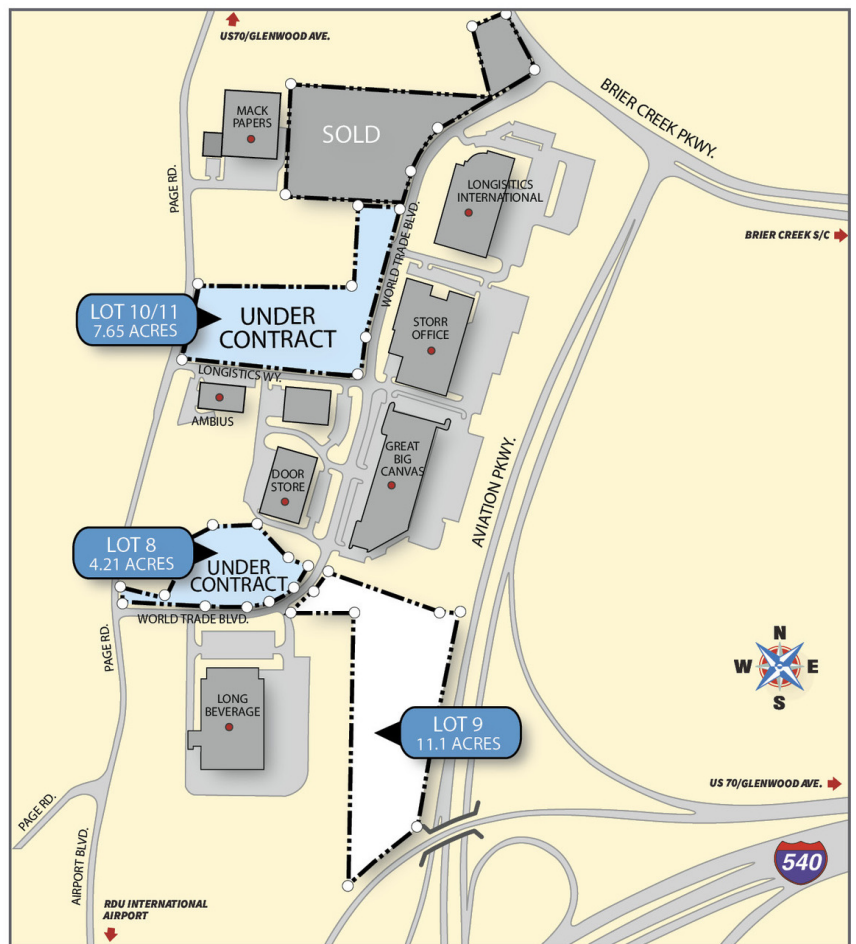 US70/GLENWOOD AVE.
BRIER CREEK PKWY.
MACK
PAPERS
SOLD
PAGE RD.
LONGISITICS
INTERNATIONAL
BRIER CREEK S/C
WORLD TRADE BLVD.
LOT 10/11
7.65 ACRES
UNDER
CONTRACT
STORR
OFFICE
LONGISTICS WY.
AMBIUS
GREAT
BIG
CANVAS
DOOR
STORE
AVIATION PKWY.
LOT 8
4.21 ACRES
UNDER
CONTRACT
WORLD TRADE BLVD.
PAGE RD.
N
W
E
S
LONG
BEVERAGE
LOT 9
11.1 ACRES
US 70/GLENWOOD AVE.
PAGE RD.
AIRPORT BLVD.
540
RDU INTERNATIONAL
AIRPORT